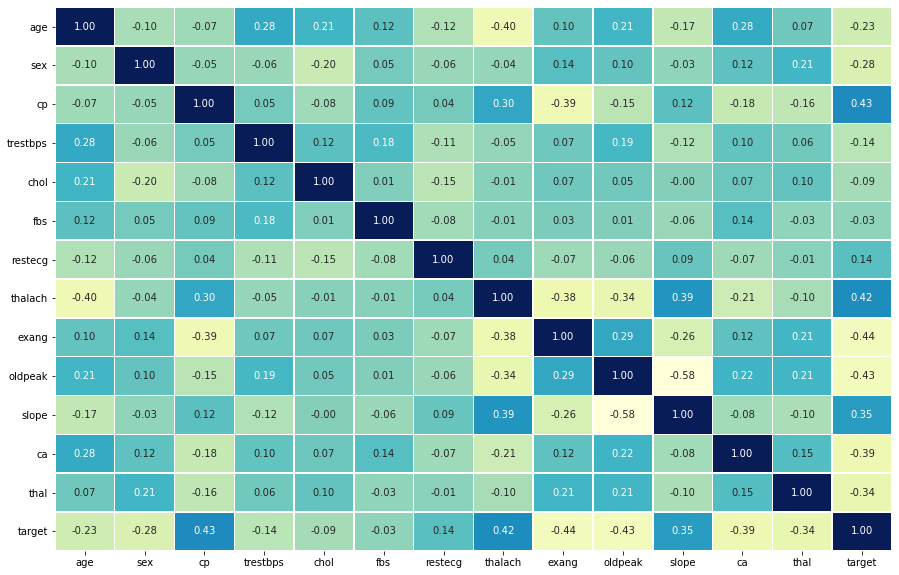 age 1.00 -0.10 -0.07 0.28 0.21 0.12 -0.12 -0.40 0.10 0.21 -0.17 0.28 0.07 -0.23
sex -0.10 1.00 -0.05 -0.06 -0.20 0.05 -0.06 -0.04 0.14 0.10 -0.03 0.12 0.21 -0.28
cp -0.07 -0.05 1.00 0.05 -0.08 0.09 0.04 0.30 -0.39 -0.15 0.12 -0.18 -0.16 0.43
trestbps 0.28 -0.06 0.05 1.00 0.12 0.18 -0.11 -0.05 0.07 0.19 -0.12 0.10 0.06 -0.14
chol 0.21 -0.20 -0.08 0.12 1.00 0.01 -0.15 -0.01 0.07 0.05 -0.00 0.07 0.10 -0.09
fbs 0.12 0.05 0.09 0.18 0.01 1.00 -0.08 -0.01 0.03 0.01 -0.06 0.14 -0.03 -0.03
restecg -0.12 -0.06 0.04 -0.11 -0.15 -0.08 1.00 0.04 -0.07 -0.06 0.09 -0.07 -0.01 0.14
thalach -0.40 -0.04 0.30 -0.05 -0.01 -0.01 0.04 1.00 -0.38 -0.34 0.39 -0.21 -0.10 0.42
exang 0.10 0.14 -0.39 0.07 0.07 0.03 -0.07 -0.38 1.00 0.29 -0.26 0.12 0.21 -0.44
oldpeak 0.21 0.10 -0.15 0.19 0.05 0.01 -0.06 -0.34 0.29 1.00 -0.58 0.22 0.21 -0.43
slope -0.17 -0.03 0.12 -0.12 -0.00 -0.06 0.09 0.39 -0.26 -0.58 1.00 -0.08 -0.10 0.35
ca 0.28 0.12 -0.18 0.10 0.07 0.14 -0.07 -0.21 0.12 0.22 -0.08 1.00 0.15 -0.39
thal 0.07 0.21 -0.16 0.06 0.10 -0.03 -0.01 -0.10 0.21 0.21 -0.10 0.15 1.00 -0.34
target -0.23 -0.28 0.43 -0.14 -0.09 -0.03 0.14 0.42 -0.44 -0.43 0.35 -0.39 -0.34 1.00
age sex cp trestbps chol fbs restecg thalach exang oldpeak slope ca thal target